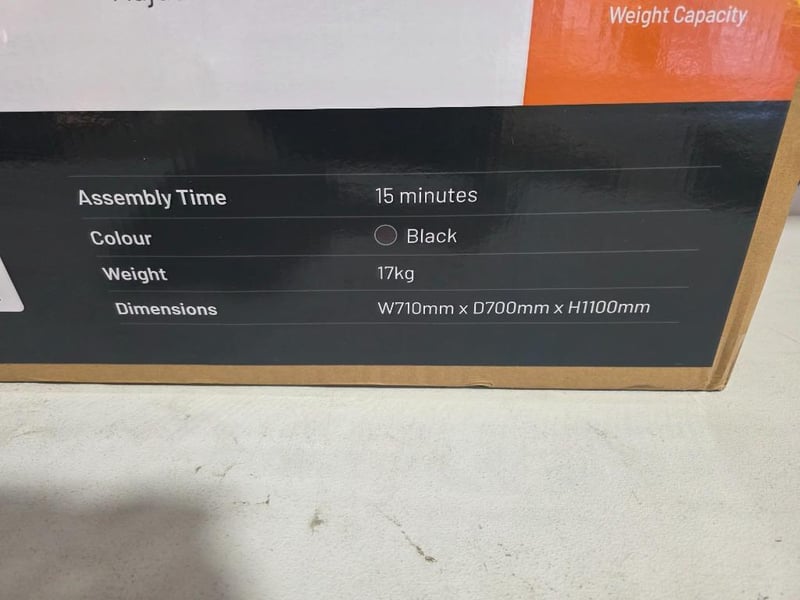 Weight Capacity
Assembly Time 15 minutes
Colour Black
Weight 17kg
Dimensions W710mm x D700mm x H1100mm